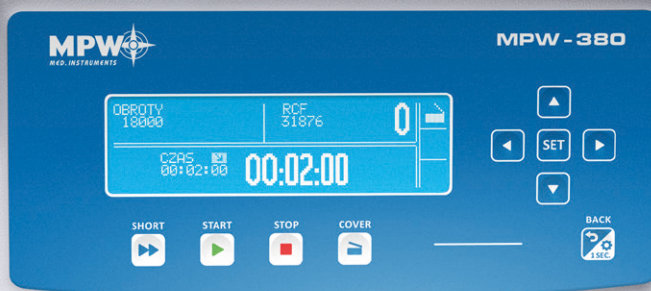 MPW
MED. INSTRUMENTS
MPW - 380
OBROTY
18000
RCF
31876
0
CZAS
00:02:00
00:02:00
SET
SHORT
START
STOP
COVER
BACK
1 SEC.